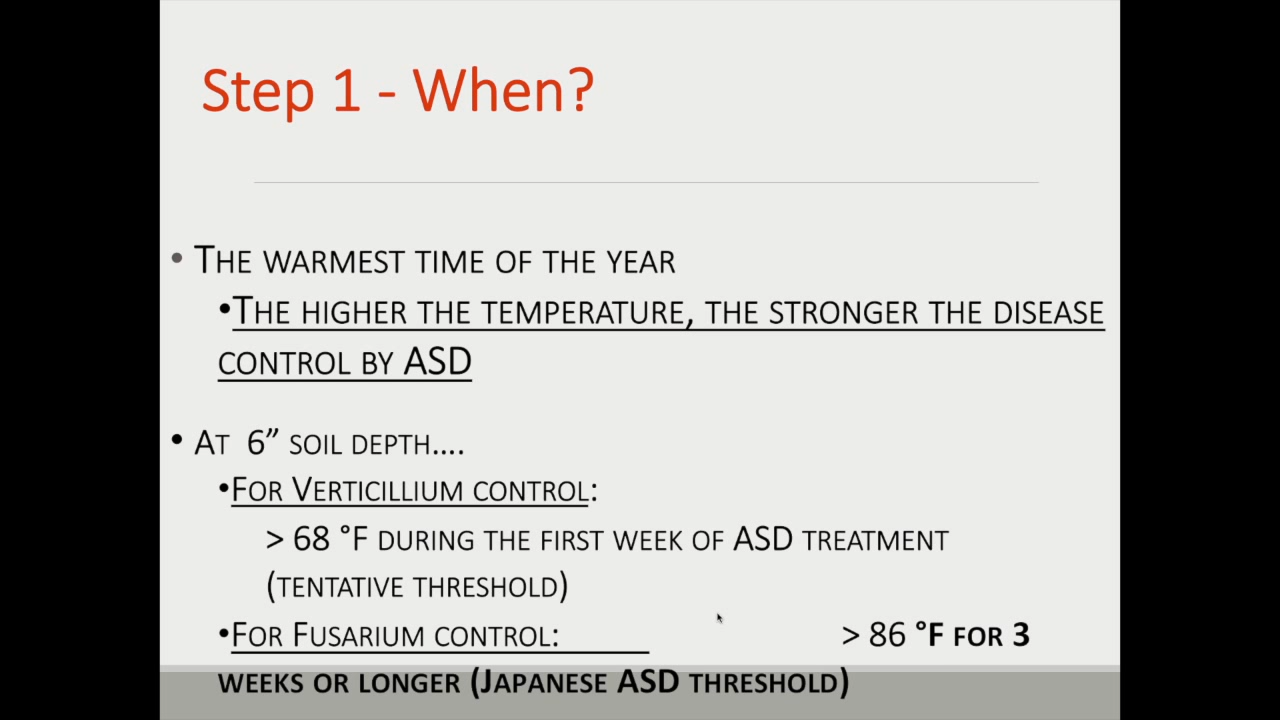 Step 1 - When?
• The warmest time of the year
•The higher the temperature, the stronger the disease
control by ASD
• At 6” soil depth….
•For Verticillium control:
> 68 °F during the first week of ASD treatment
(tentative threshold)
•For Fusarium control: > 86 °F for 3
weeks or longer (Japanese ASD threshold)